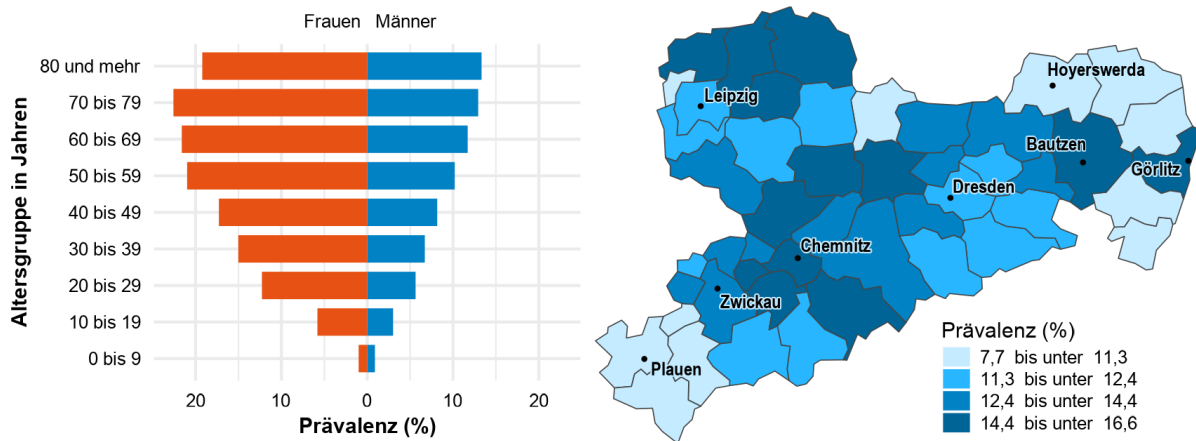 Frauen Männer
Altersgruppe in Jahren
80 und mehr
70 bis 79
60 bis 69
50 bis 59
40 bis 49
30 bis 39
20 bis 29
10 bis 19
0 bis 9
20 10 0 10 20
Prävalenz (%)
Hoyerswerda
Leipzig
Bautzen
Görlitz
Dresden
Chemnitz
Zwickau
Plauen
Prävalenz (%)
7,7 bis unter 11,3
11,3 bis unter 12,4
12,4 bis unter 14,4
14,4 bis unter 16,6